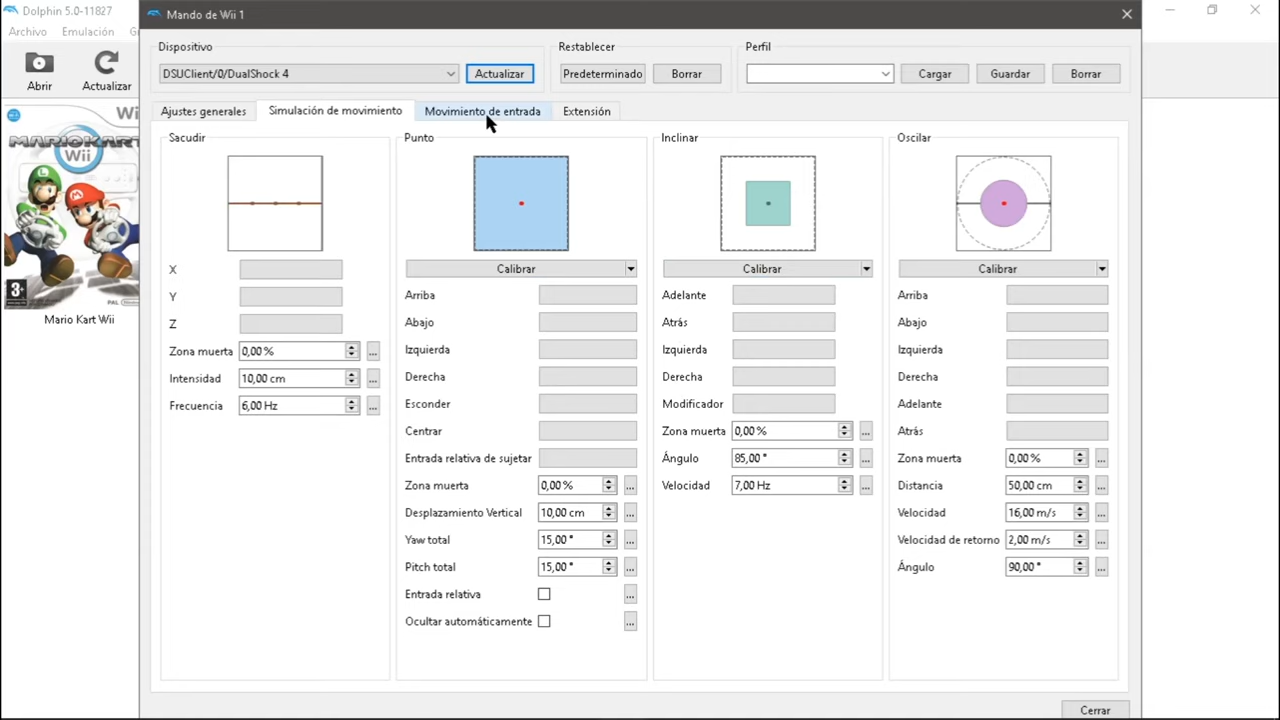 Dolphin 5.0-11827
Mando de Wii 1
Archivo Emulación
Abrir
Actualizar
Wi
MARIOKART
Wii
3+
PAL
Mario Kart Wii
Dispositivo
DSUClient/0/DualShock 4
Actualizar
Restablecer
Predeterminado
Borrar
Perfil
Cargar
Guardar
Borrar
Ajustes generales
Simulación de movimiento
Movimiento de entrada
Extensión
Sacudir
X
Y
Z
Zona muerta 0,00 % ...
Intensidad 10,00 cm ...
Frecuencia 6,00 Hz ...
Punto
Calibrar
Arriba
Abajo
Izquierda
Derecha
Esconder
Centrar
Entrada relativa de sujetar
Zona muerta 0,00 % ...
Desplazamiento Vertical 10,00 cm ...
Yaw total 15,00 ° ...
Pitch total 15,00 ° ...
Entrada relativa ...
Ocultar automáticamente ...
Inclinar
Calibrar
Adelante
Atrás
Izquierda
Derecha
Modificador
Zona muerta 0,00 % ...
Ángulo 85,00 ° ...
Velocidad 7,00 Hz ...
Oscilar
Calibrar
Arriba
Abajo
Izquierda
Derecha
Adelante
Atrás
Zona muerta 0,00 % ...
Distancia 50,00 cm ...
Velocidad 16,00 m/s ...
Velocidad de retorno 2,00 m/s ...
Ángulo 90,00 ° ...
Cerrar